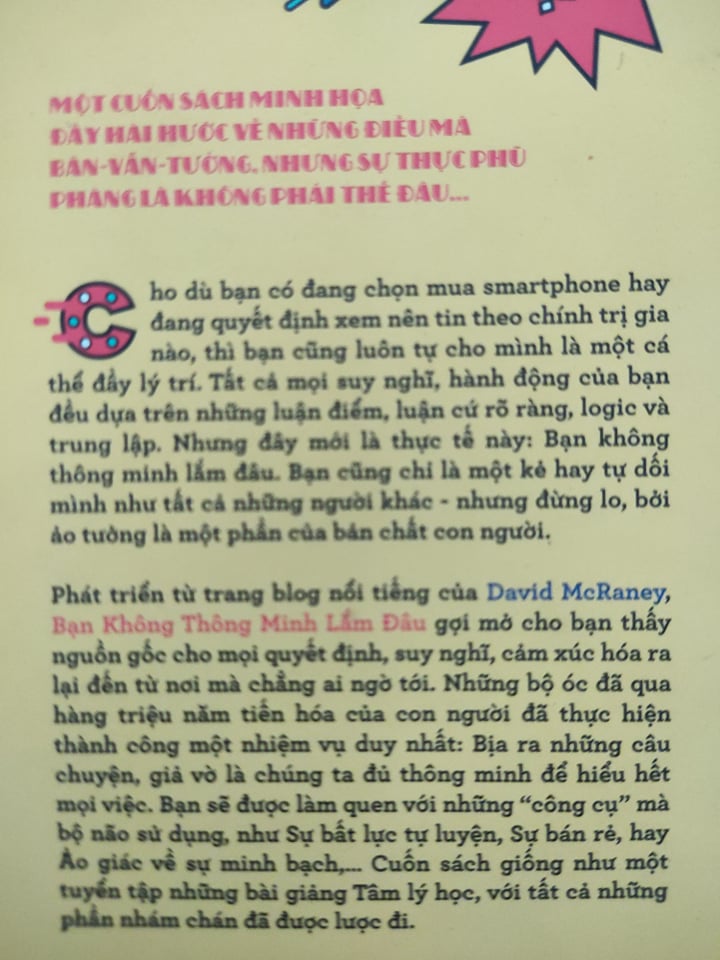 MỘT CUỐN SÁCH MINH HỌA
ĐẦY HÀI HƯỚC VỀ NHỮNG ĐIỀU MÀ
BẠN-VẪN-TƯỞNG, NHƯNG SỰ THỰC PHŨ
PHÀNG LÀ KHÔNG PHẢI THẾ ĐÂU...
Cho dù bạn có đang chọn mua smartphone hay
đang quyết định xem nên tin theo chính trị gia
nào, thì bạn cũng luôn tự cho mình là một cá
thể đầy lý trí. Tất cả mọi suy nghĩ, hành động của bạn
đều dựa trên những luận điểm, luận cứ rõ ràng, logic và
trung lập. Nhưng đây mới là thực tế này: Bạn không
thông minh lắm đâu. Bạn cũng chỉ là một kẻ hay tự dối
mình như tất cả những người khác - nhưng đừng lo, bởi
ảo tưởng là một phần của bản chất con người.
Phát triển từ trang blog nổi tiếng của David McRaney,
Bạn Không Thông Minh Lắm Đâu gợi mở cho bạn thấy
nguồn gốc cho mọi quyết định, suy nghĩ, cảm xúc hóa ra
lại đến từ nơi mà chẳng ai ngờ tới. Những bộ óc đã qua
hàng triệu năm tiến hóa của con người đã thực hiện
thành công một nhiệm vụ duy nhất: Bịa ra những câu
chuyện, giả vờ là chúng ta đủ thông minh để hiểu hết
mọi việc. Bạn sẽ được làm quen với những “công cụ” mà
bộ não sử dụng, như Sự bất lực tự luyện, Sự bán rẻ, hay
Ảo giác về sự minh bạch,... Cuốn sách giống như một
tuyển tập những bài giảng Tâm lý học, với tất cả những
phần nhám chán đã được lược đi.